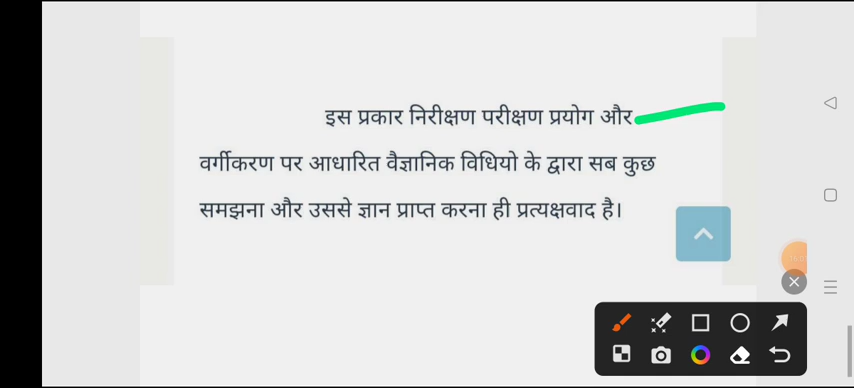 इस प्रकार निरीक्षण परीक्षण प्रयोग और
वर्गीकरण पर आधारित वैज्ञानिक विधियो के द्वारा सब कुछ
समझना और उससे ज्ञान प्राप्त करना ही प्रत्यक्षवाद है।